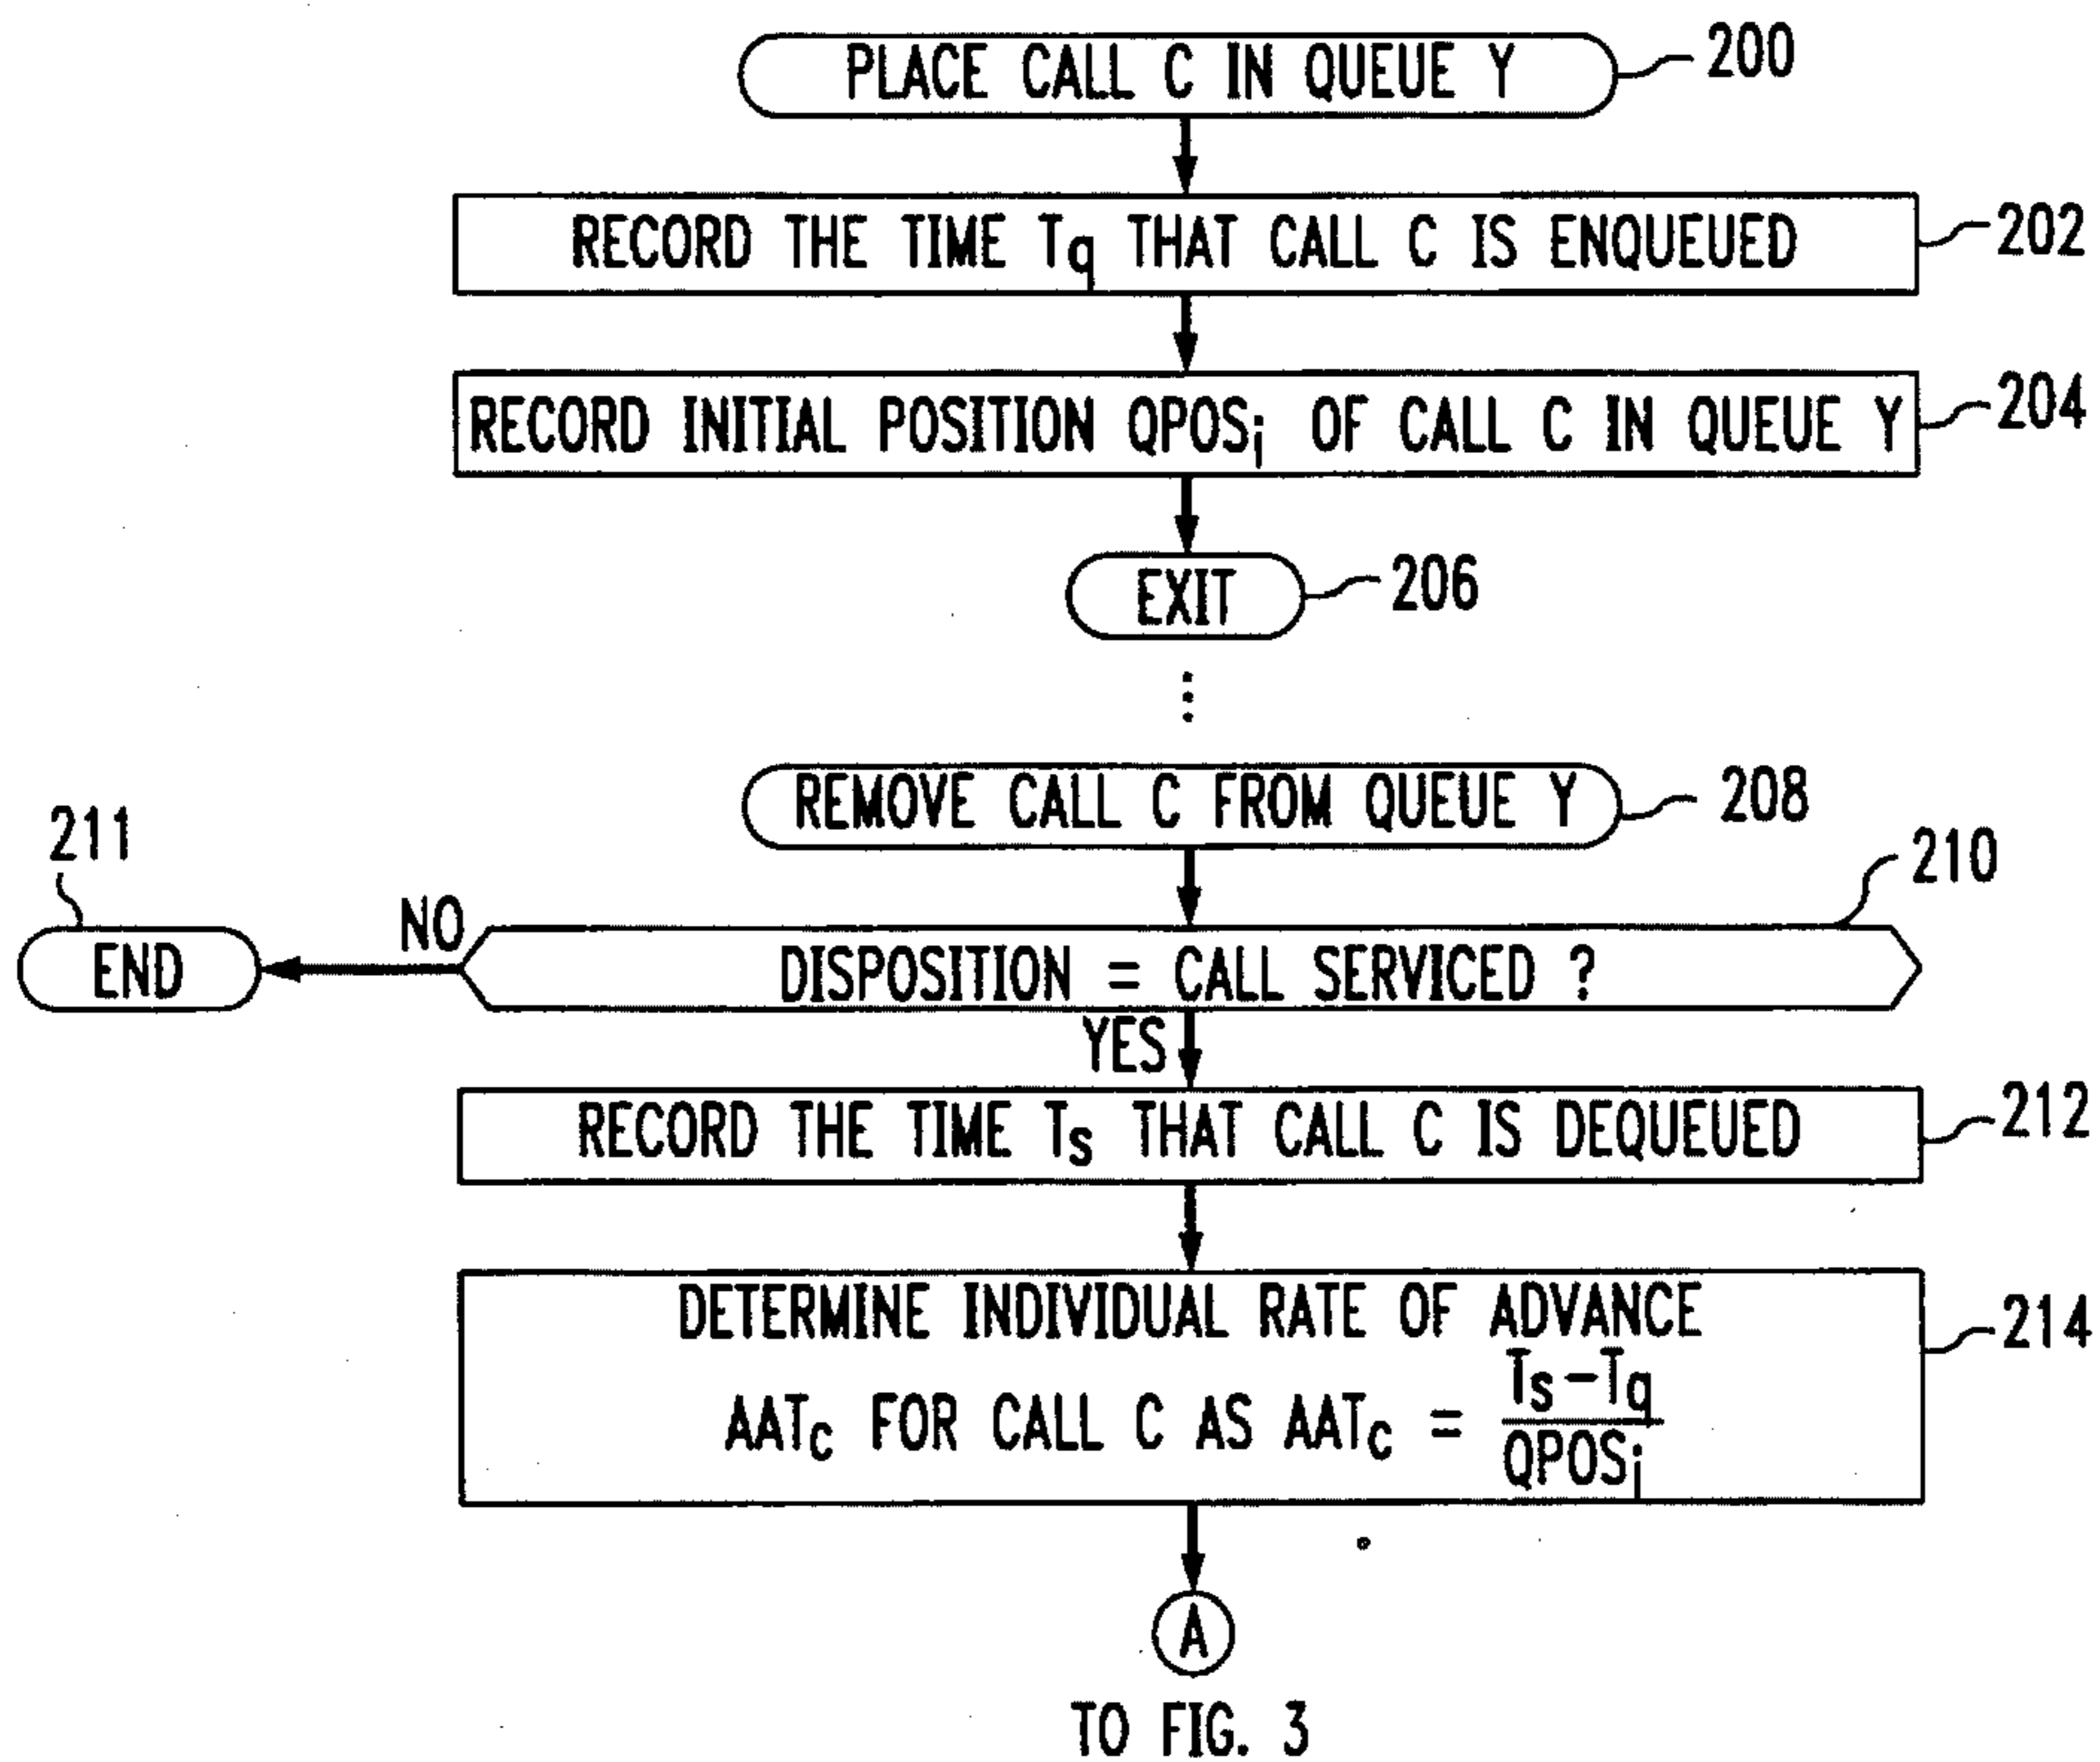 PLACE CALL C IN QUEUE Y
200
RECORD THE TIME Tq THAT CALL C IS ENQUEUED
202
RECORD INITIAL POSITION QPOSi OF CALL C IN QUEUE Y
204
EXIT
206
REMOVE CALL C FROM QUEUE Y
208
211
210
NO
END
DISPOSITION = CALL SERVICED ?
YES
RECORD THE TIME Ts THAT CALL C IS DEQUEUED
212
DETERMINE INDIVIDUAL RATE OF ADVANCE
214
AATc FOR CALL C AS AATc = Ts-Tq
QPOSi
A
TO FIG. 3